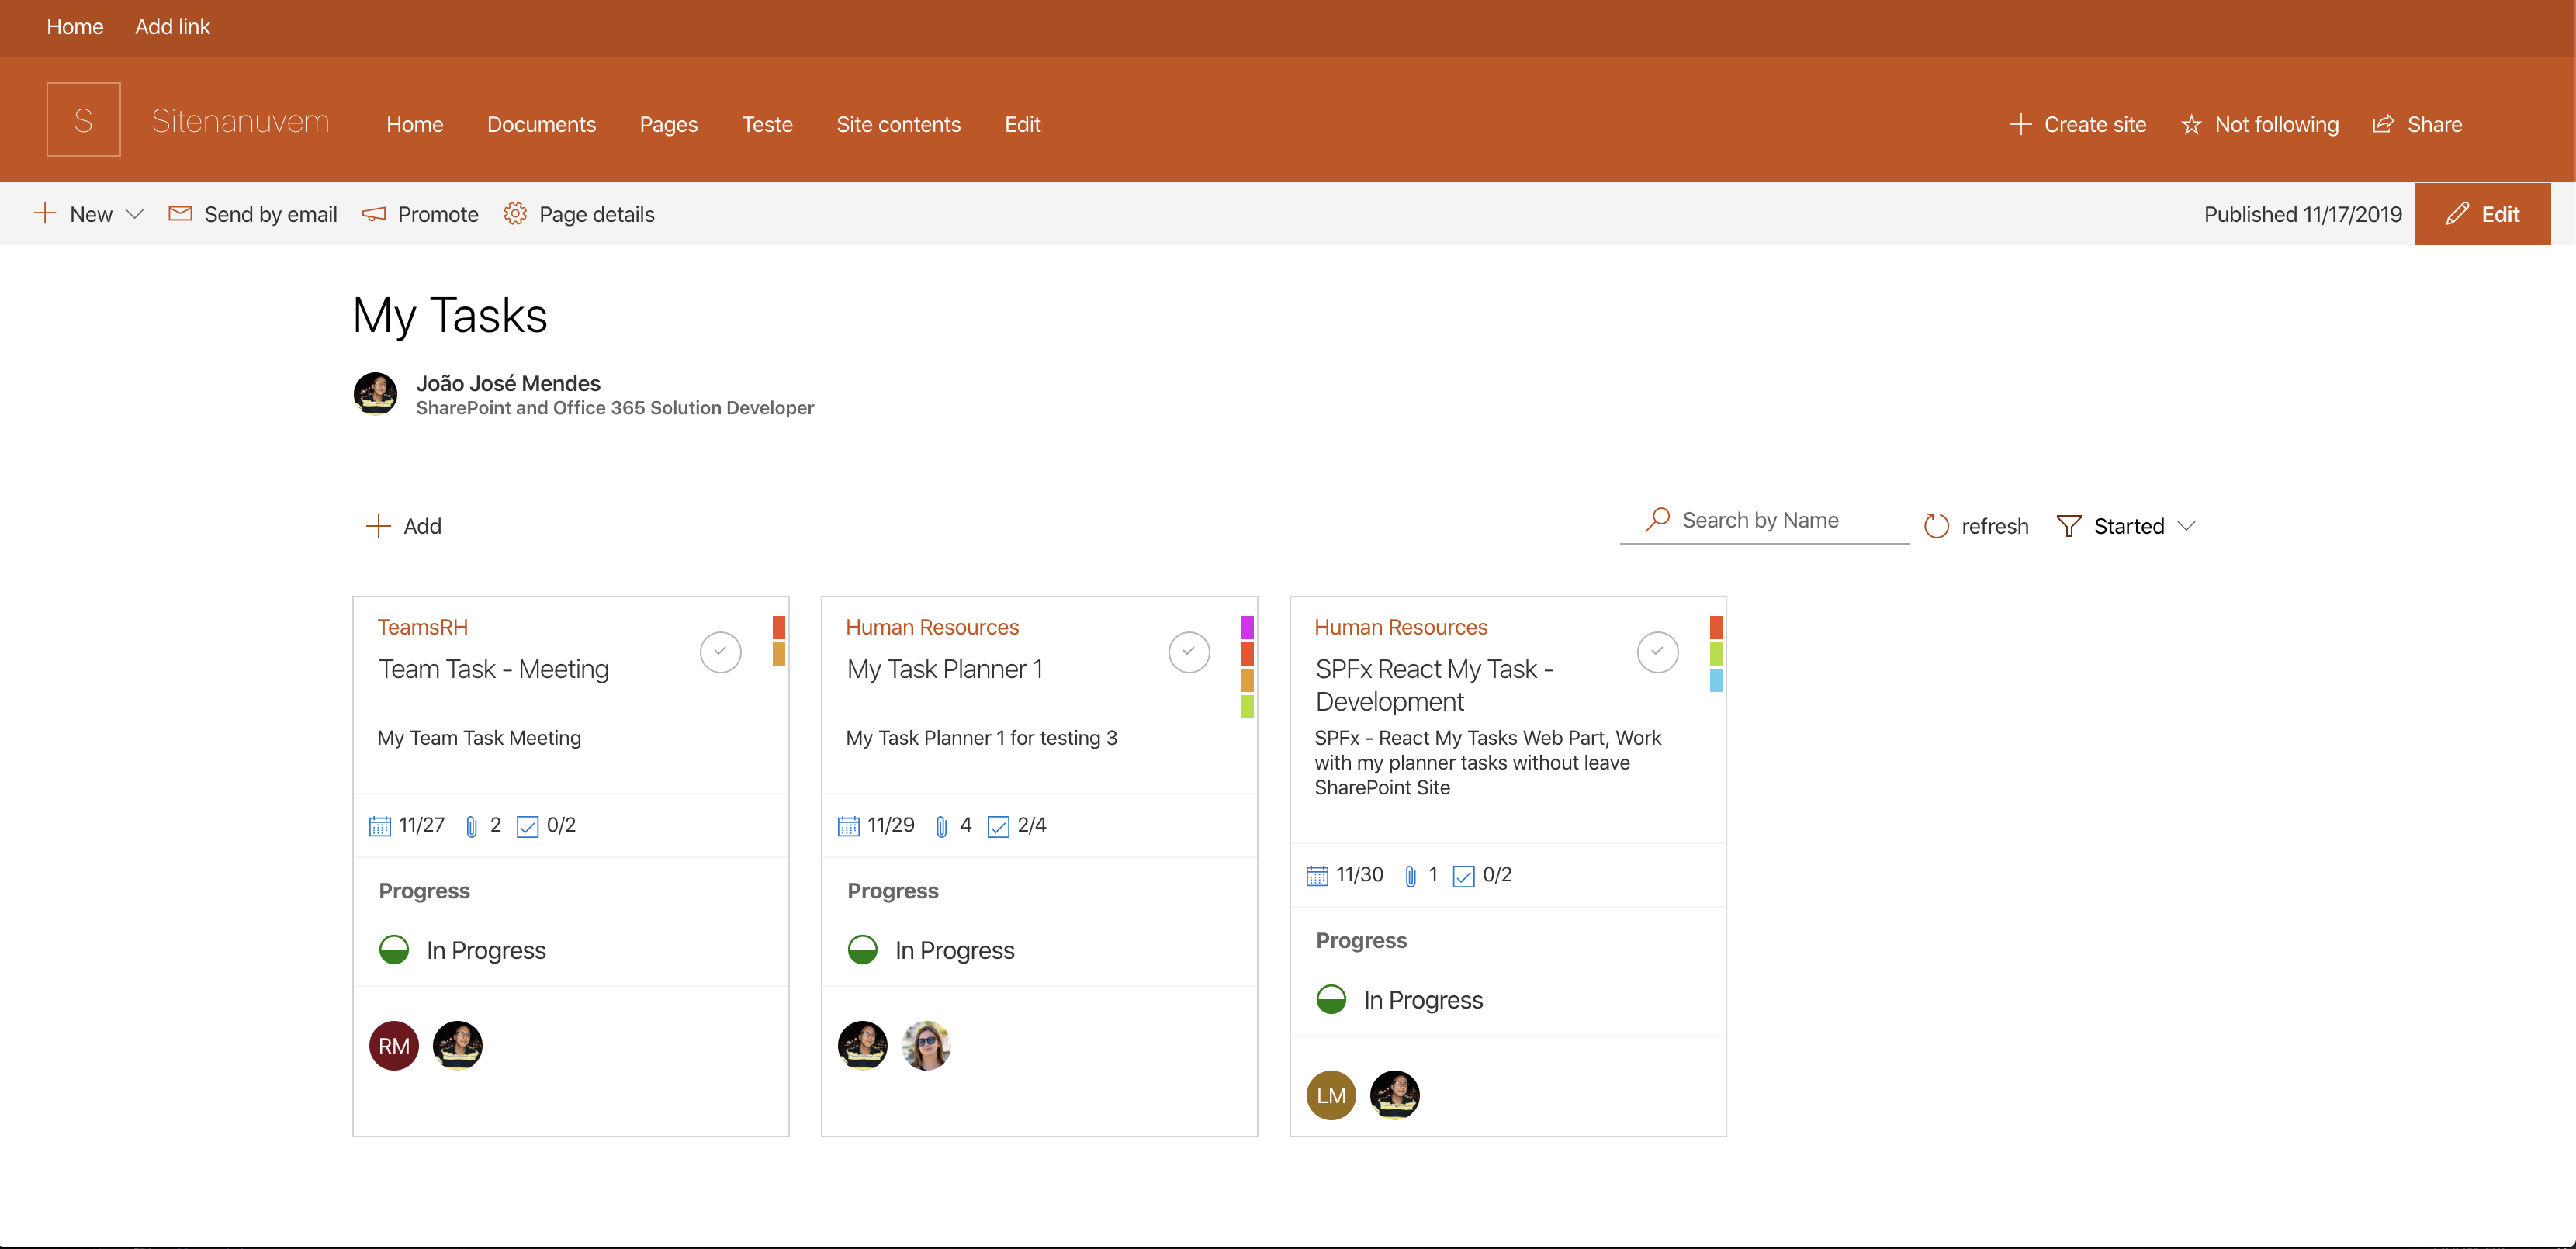 Home Add link
S Sitenanuvem Home Documents Pages Teste Site contents Edit Create site Not following Share
New Send by email Promote Page details Published 11/17/2019 Edit
My Tasks
João José Mendes
SharePoint and Office 365 Solution Developer
Add Search by Name refresh Started
TeamsRH
Team Task - Meeting
My Team Task Meeting
11/27 2 0/2
Progress
In Progress
RM
Human Resources
My Task Planner 1
My Task Planner 1 for testing 3
11/29 4 2/4
Progress
In Progress
Human Resources
SPFx React My Task -
Development
SPFx - React My Tasks Web Part, Work
with my planner tasks without leave
SharePoint Site
11/30 1 0/2
Progress
In Progress
LM